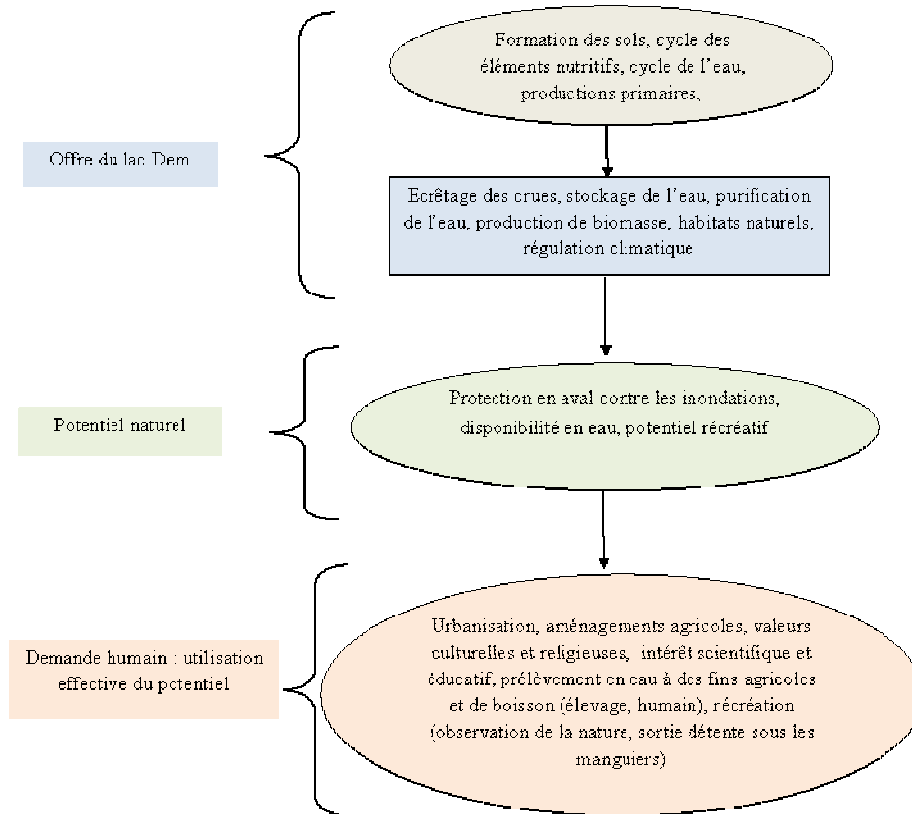 Formation des sols, cycle des
éléments nutritifs, cycle de l'eau,
productions primaires,
Offre du lac Dem
Ecrêtage des crues, stockage de l'eau, purification
de l'eau, production de biomasse, habitats naturels,
régulation climatique
Potentiel naturel
Protection en aval contre les inondations,
disponibilité en eau, potentiel récréatif
Demande humain : utilisation
effective du potentiel
Urbanisation, aménagements agricoles, valeurs
culturelles et religieuses, intérêt scientifique et
éducatif, prélèvement en eau à des fins agricoles
et de boisson (élevage, humain), récréation
(observation de la nature, sortie détente sous les
manguiers)